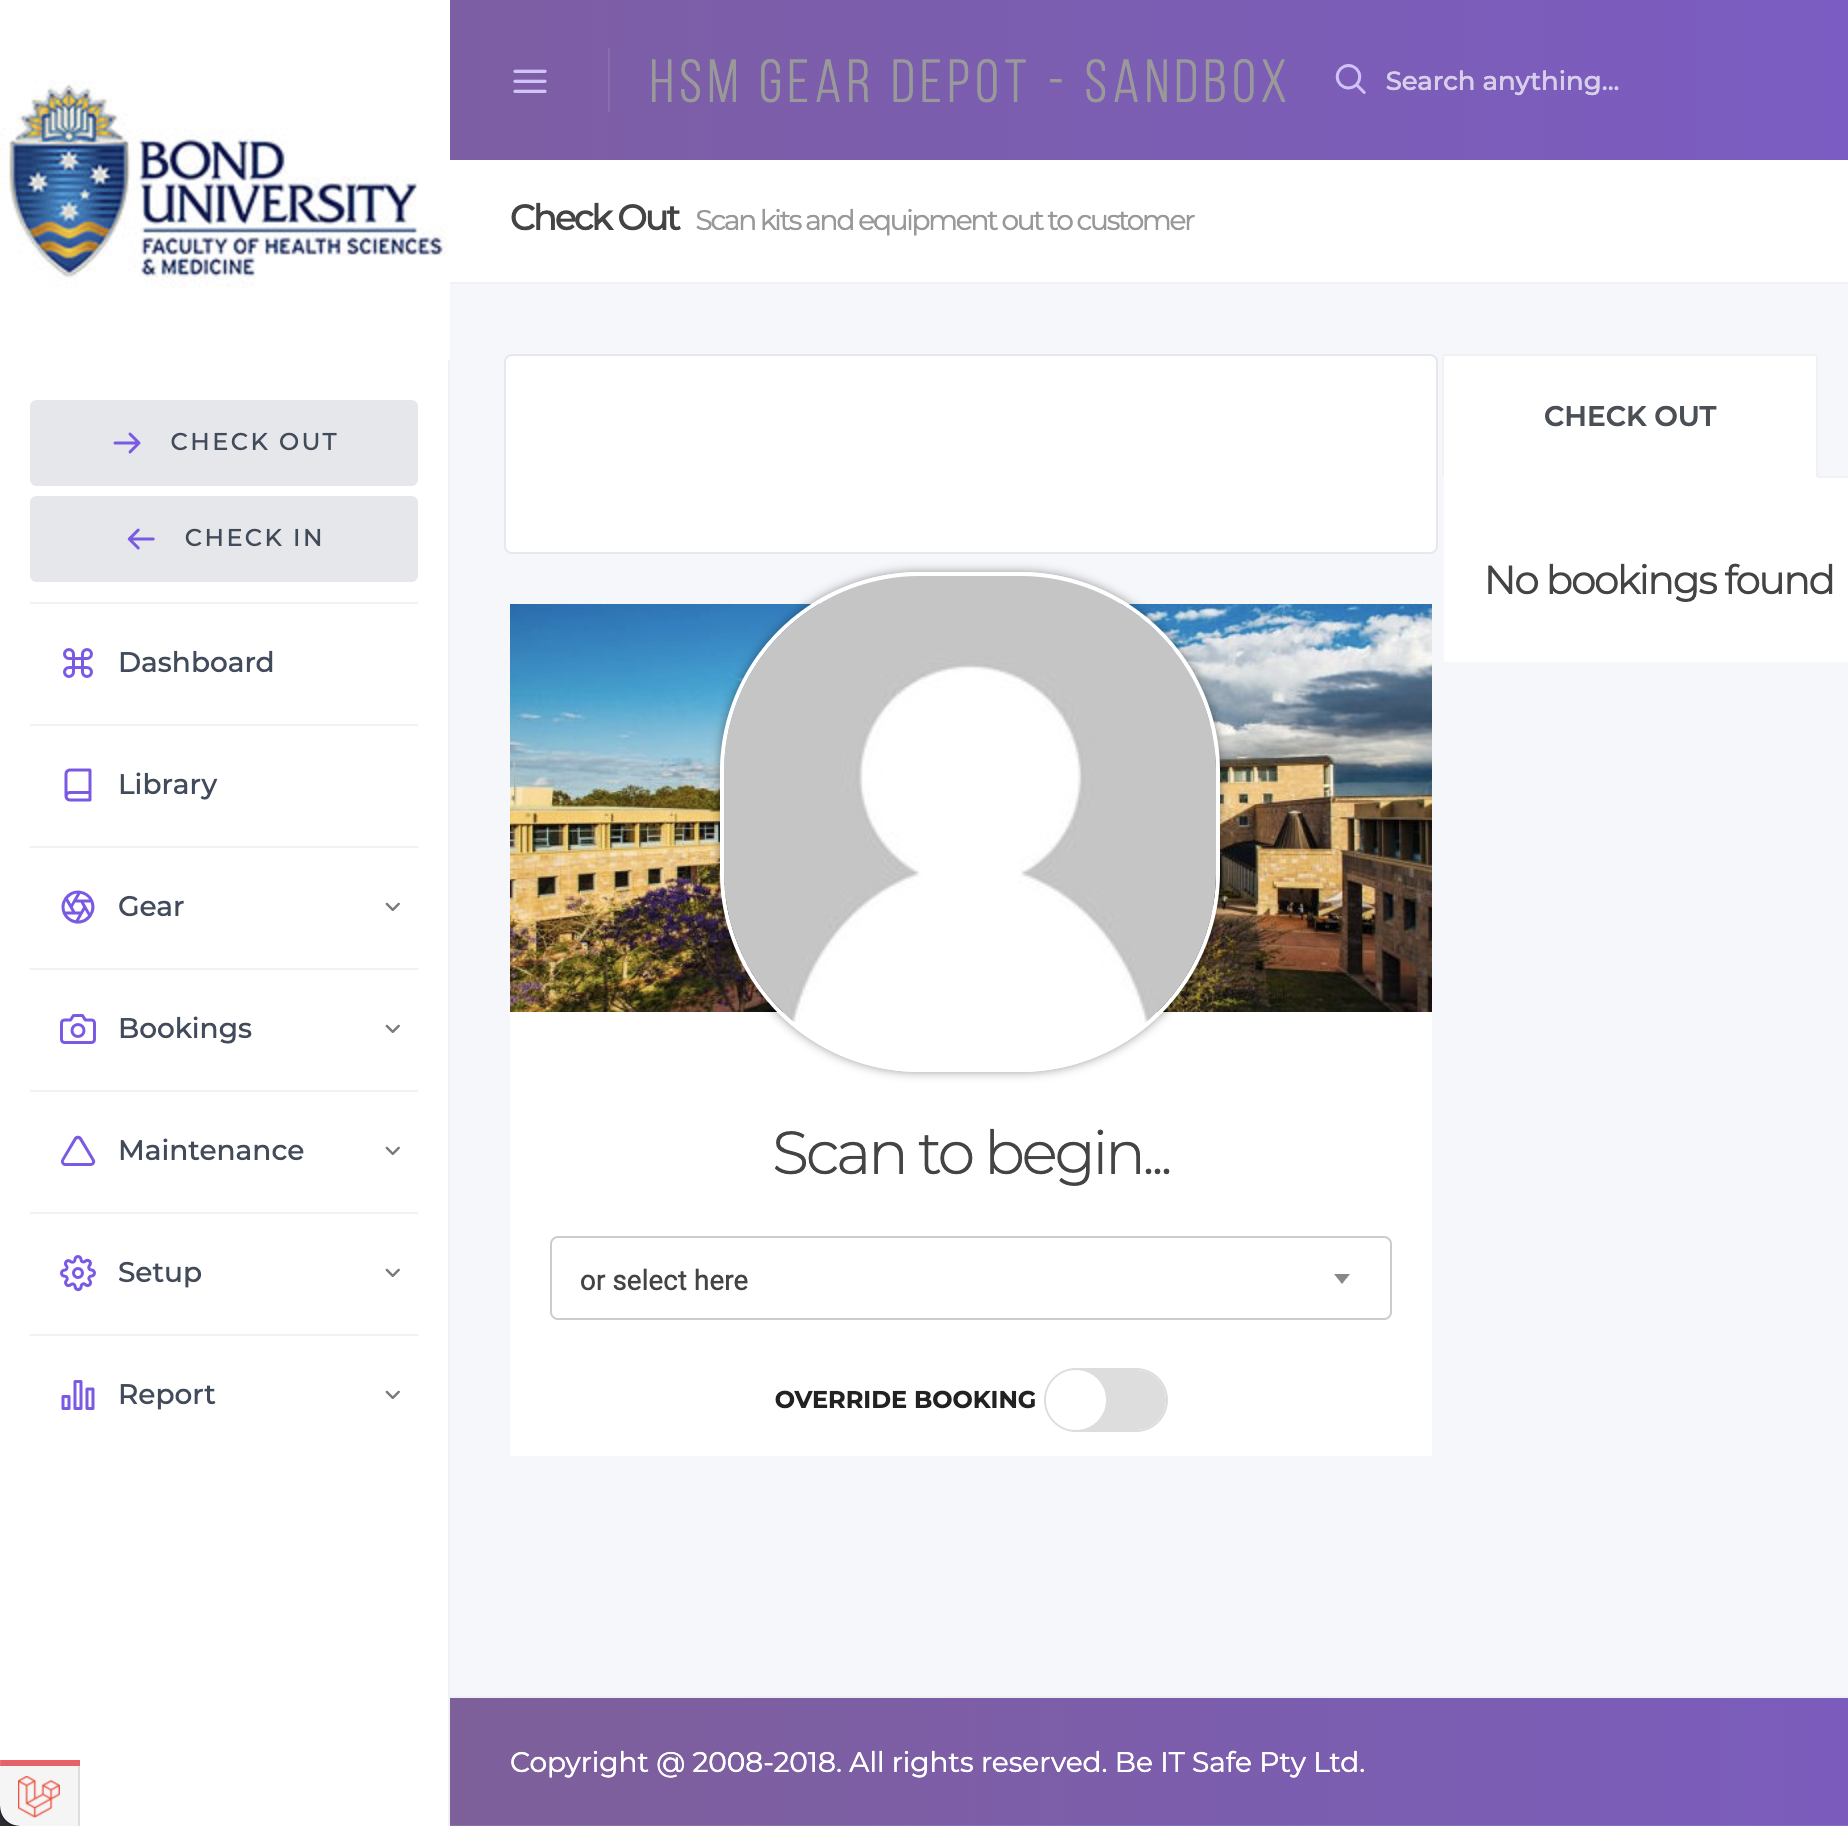 BOND
UNIVERSITY
FACULTY OF HEALTH SCIENCES
& MEDICINE
CHECK OUT
CHECK IN
Dashboard
Library
Gear
Bookings
Maintenance
Setup
Report
HSM GEAR DEPOT - SANDBOX
Search anything...
Check Out Scan kits and equipment out to customer
CHECK OUT
No bookings found
Scan to begin...
or select here
OVERRIDE BOOKING
Copyright @ 2008-2018. All rights reserved. Be IT Safe Pty Ltd.